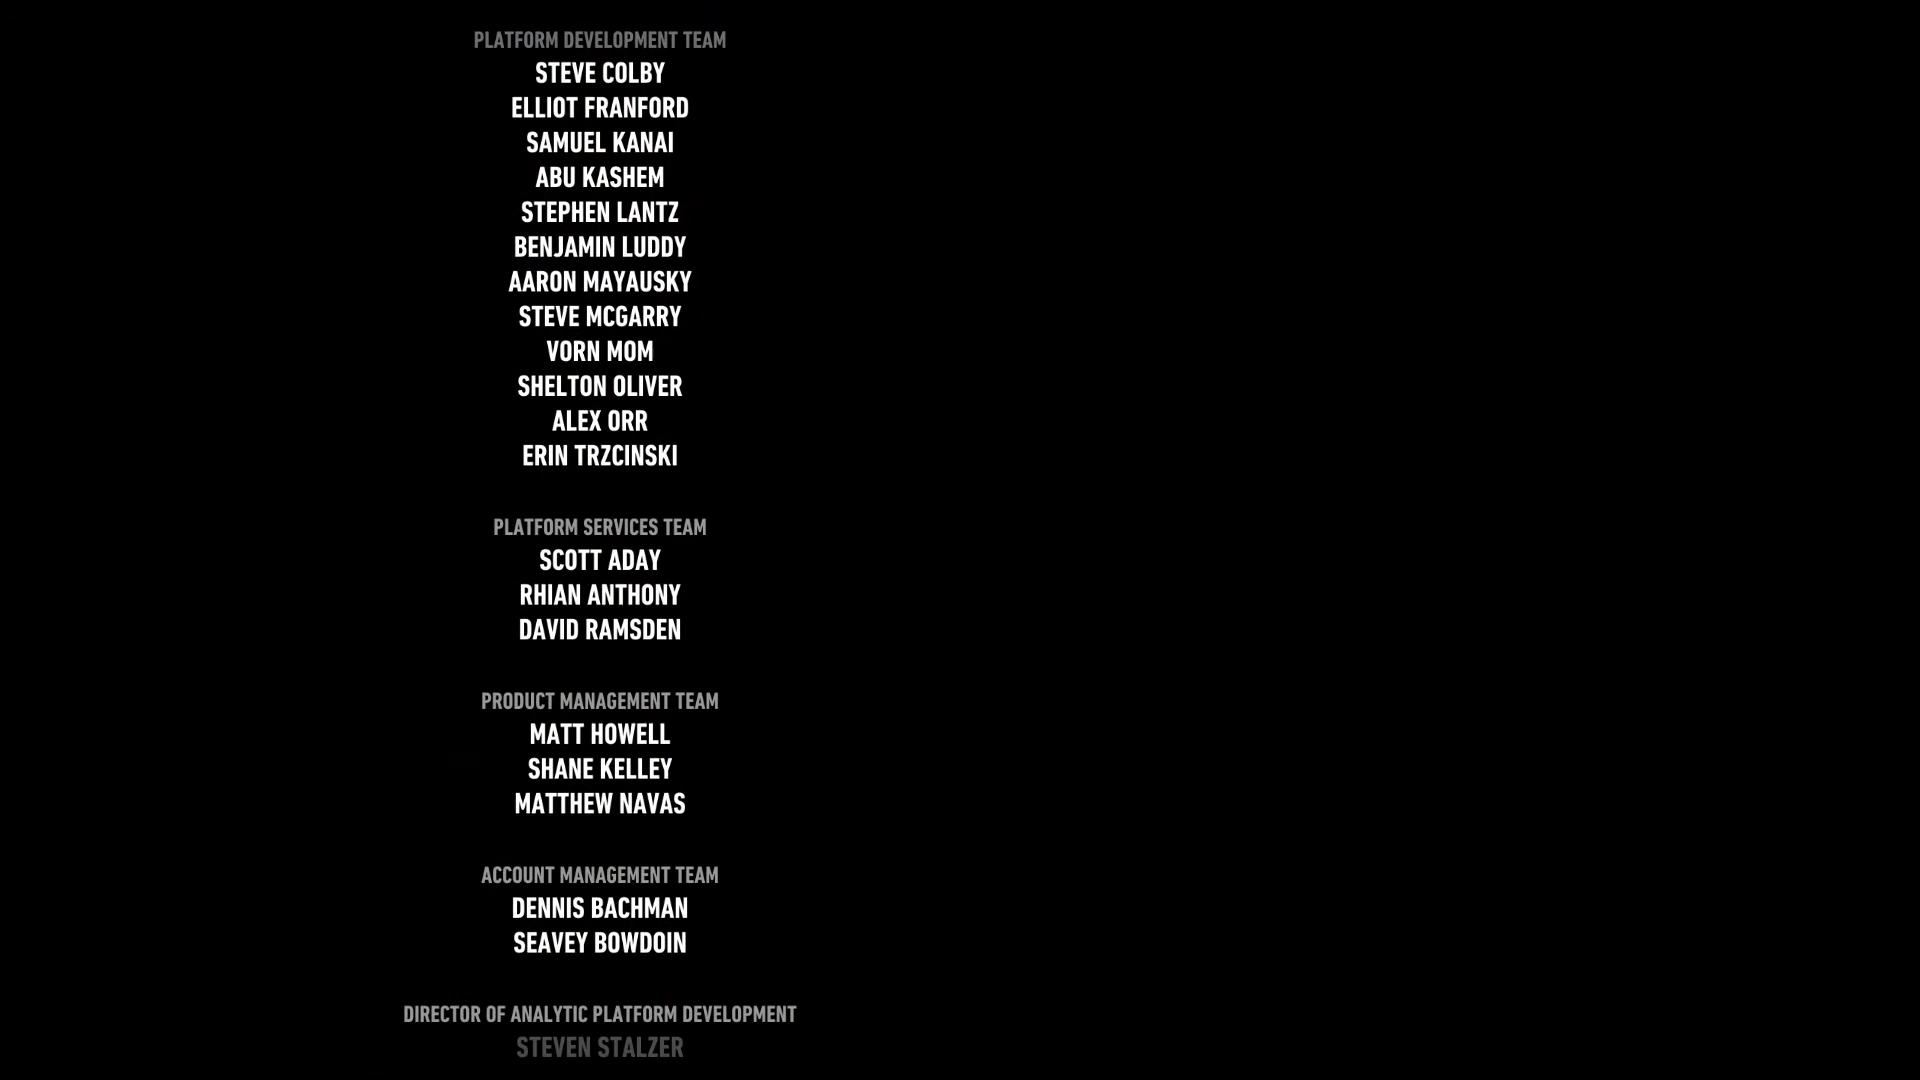 PLATFORM DEVELOPMENT TEAM
STEVE COLBY
ELLIOT FRANFORD
SAMUEL KANAI
ABU KASHEM
STEPHEN LANTZ
BENJAMIN LUDDY
AARON MAYAUSKY
STEVE MCGARRY
VORN MOM
SHELTON OLIVER
ALEX ORR
ERIN TRZCINSKI
PLATFORM SERVICES TEAM
SCOTT ADAY
RHIAN ANTHONY
DAVID RAMSDEN
PRODUCT MANAGEMENT TEAM
MATT HOWELL
SHANE KELLEY
MATTHEW NAVAS
ACCOUNT MANAGEMENT TEAM
DENNIS BACHMAN
SEAVEY BOWDOIN
DIRECTOR OF ANALYTIC PLATFORM DEVELOPMENT
STEVEN STALZER